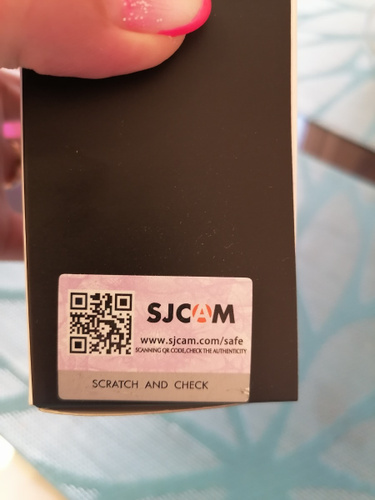 SJCAM
www.sjcam.com/safe
SCANNING QR CODE,CHECK THE AUTHENTICITY
SCRATCH AND CHECK